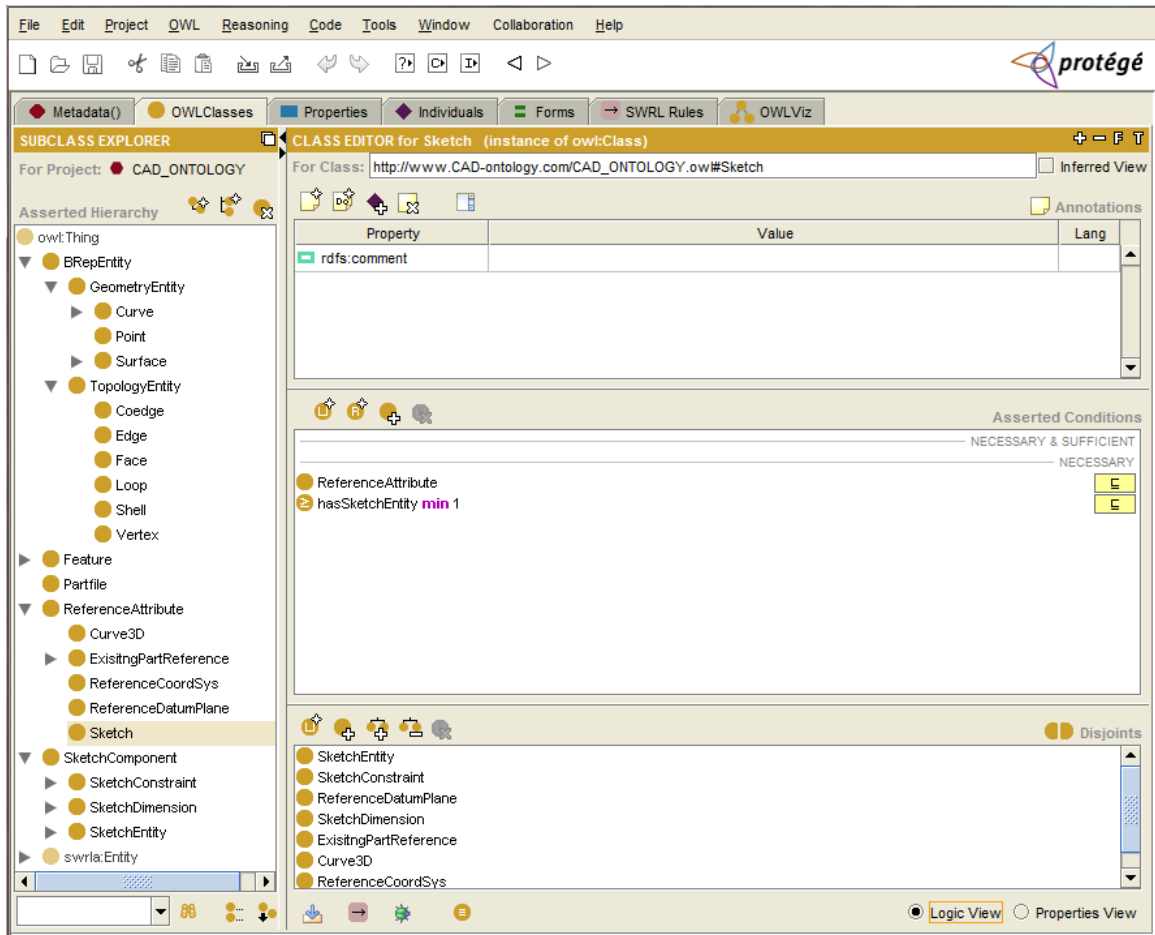 File Edit Project OWL Reasoning Code Tools Window Collaboration Help
protégé
Metadata() OWLClasses Properties Individuals Forms SWRL Rules OWLViz
SUBCLASS EXPLORER
For Project: CAD_ONTOLOGY
Asserted Hierarchy
owl:Thing
BRepEntity
GeometryEntity
Curve
Point
Surface
TopologyEntity
Coedge
Edge
Face
Loop
Shell
Vertex
Feature
Partfile
ReferenceAttribute
Curve3D
ExisitngPartReference
ReferenceCoordSys
ReferenceDatumPlane
Sketch
SketchComponent
SketchConstraint
SketchDimension
SketchEntity
swrla:Entity
CLASS EDITOR for Sketch (instance of owl:Class) F T
For Class: http://www.CAD-ontology.com/CAD_ONTOLOGY.owl#Sketch Inferred View
Annotations
Property Value Lang
rdfs:comment
Asserted Conditions
NECESSARY & SUFFICIENT
NECESSARY
ReferenceAttribute ⊑
≥ hasSketchEntity min 1 ⊑
Disjoints
SketchEntity
SketchConstraint
ReferenceDatumPlane
SketchDimension
ExisitngPartReference
Curve3D
ReferenceCoordSys
Logic View Properties View